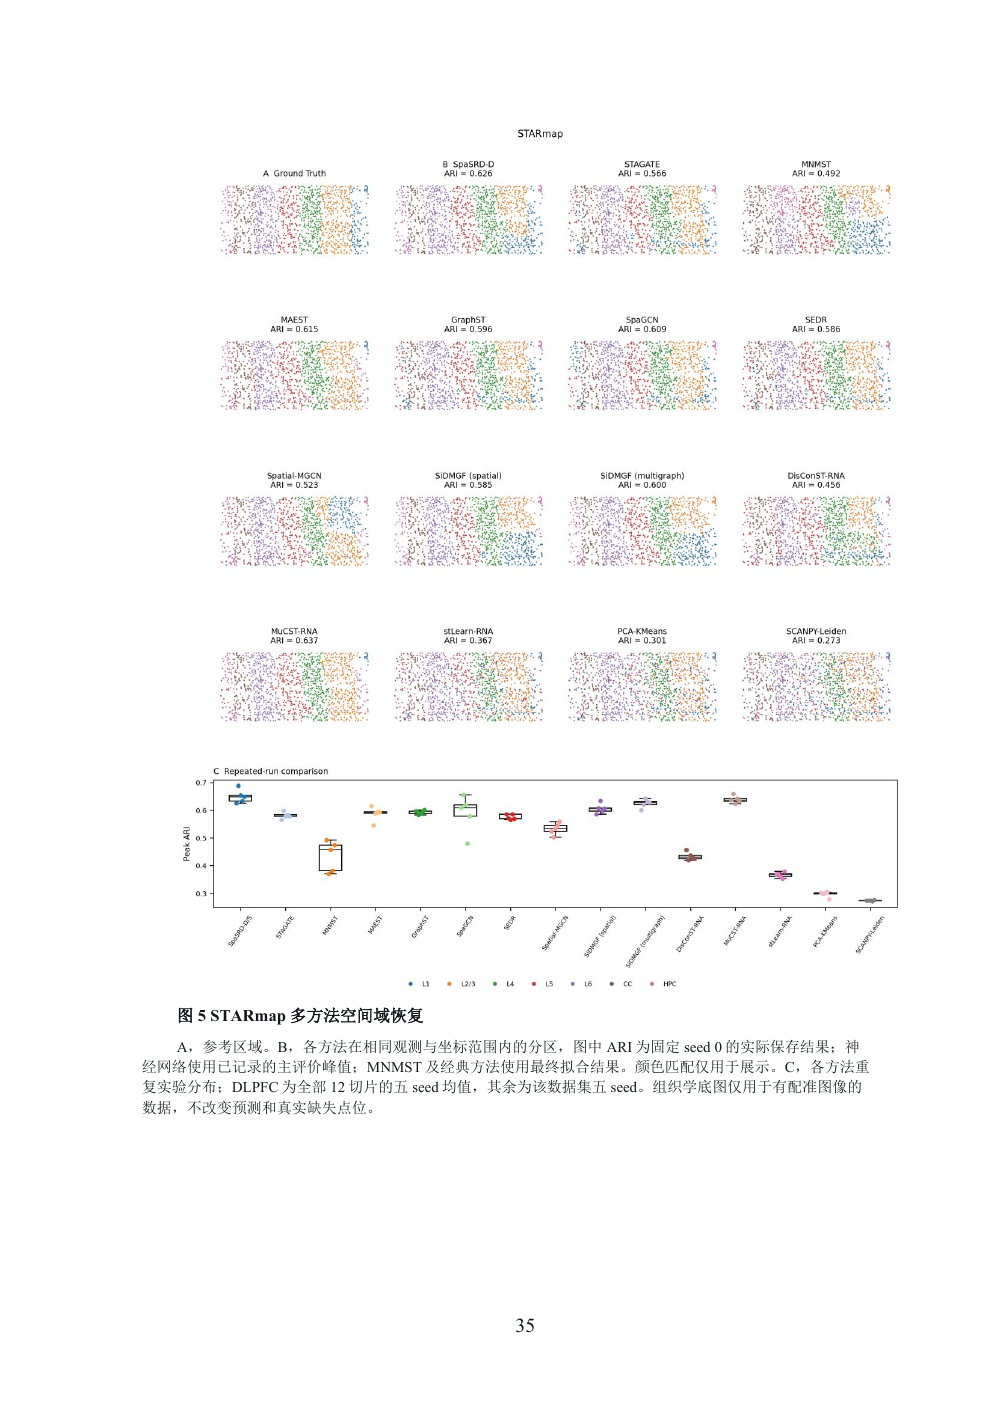 STARmap
A Ground Truth
B SpaSRD-D
ARI = 0.626
STAGATE
ARI = 0.566
MNMST
ARI = 0.492
MAEST
ARI = 0.615
GraphST
ARI = 0.596
SpaGCN
ARI = 0.609
SEDR
ARI = 0.586
Spatial-MGCN
ARI = 0.523
SiDMGF (spatial)
ARI = 0.585
SiDMGF (multigraph)
ARI = 0.600
DisConST-RNA
ARI = 0.456
MuCST-RNA
ARI = 0.637
stLearn-RNA
ARI = 0.367
PCA-KMeans
ARI = 0.301
SCANPY-Leiden
ARI = 0.273
C Repeated-run comparison
Peak ARI
0.7
0.6
0.5
0.4
0.3
SpaSRD-D/S
STAGATE
MNMST
MAEST
GraphST
SpaGCN
SEDR
Spatial-MGCN
SiDMGF (spatial)
SiDMGF (multigraph)
DisConST-RNA
MuCST-RNA
stLearn-RNA
PCA-KMeans
SCANPY-Leiden
L1 L2/3 L4 L5 L6 CC HPC
图 5 STARmap 多方法空间域恢复
A，参考区域。B，各方法在相同观测与坐标范围内的分区，图中 ARI 为固定 seed 0 的实际保存结果；神
经网络使用已记录的主评价峰值；MNMST 及经典方法使用最终拟合结果。颜色匹配仅用于展示。C，各方法重
复实验分布；DLPFC 为全部 12 切片的五 seed 均值，其余为该数据集五 seed。组织学底图仅用于有配准图像的
数据，不改变预测和真实缺失点位。
35